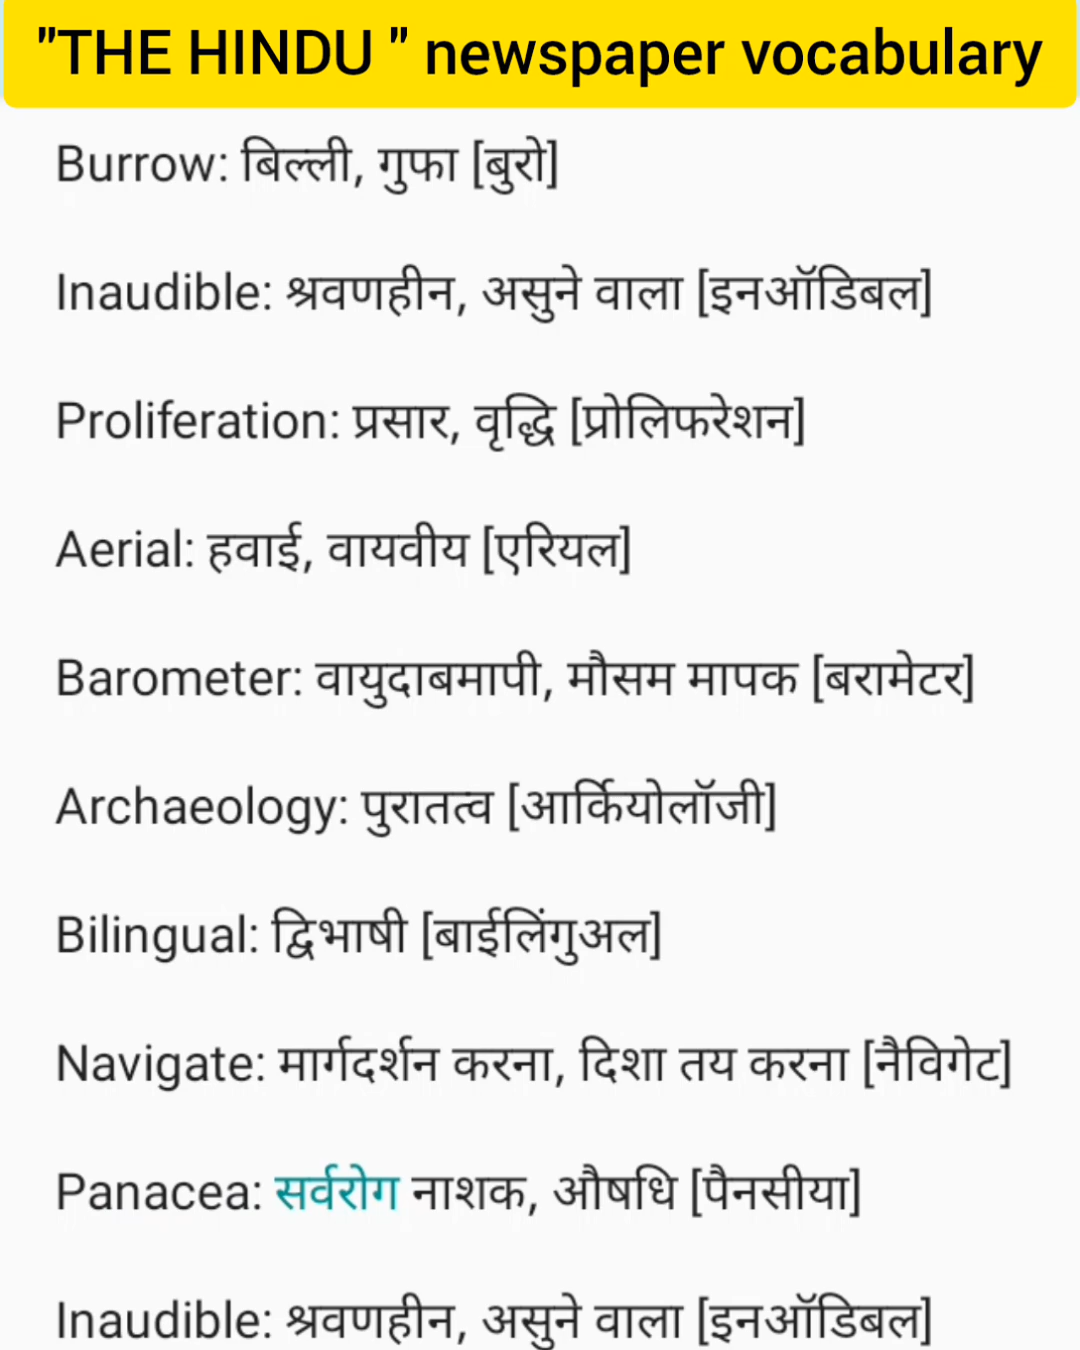 "THE HINDU " newspaper vocabulary
Burrow: बिल्ली, गुफा [बुरो]
Inaudible: श्रवणहीन, असुने वाला [इनऑडिबल]
Proliferation: प्रसार, वृद्धि [प्रोलिफरेशन]
Aerial: हवाई, वायवीय [एरियल]
Barometer: वायुदाबमापी, मौसम मापक [बरामेटर]
Archaeology: पुरातत्व [आर्कियोलॉजी]
Bilingual: द्विभाषी [बाईलिंगुअल]
Navigate: मार्गदर्शन करना, दिशा तय करना [नैविगेट]
Panacea: सर्वरोग नाशक, औषधि [पैनसीया]
Inaudible: श्रवणहीन, असुने वाला [इनऑडिबल]